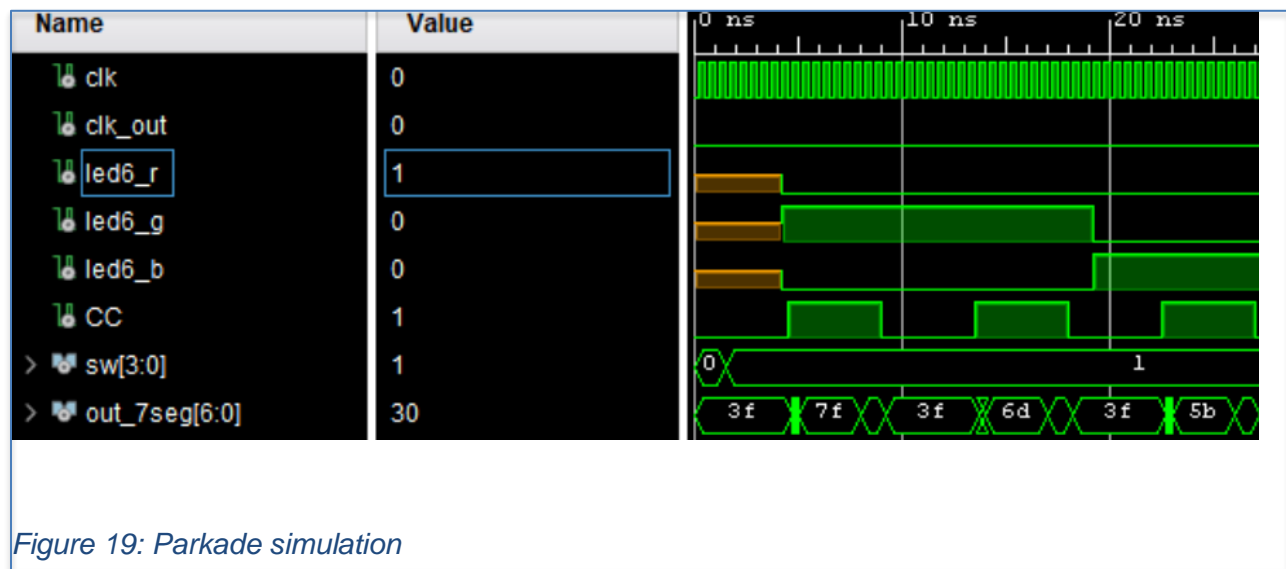 Name Value 0 ns 10 ns 20 ns
clk 0
clk_out 0
led6_r 1
led6_g 0
led6_b 0
CC 1
> sw[3:0] 1 0 1
> out_7seg[6:0] 30 3f 7f 3f 6d 3f 5b
Figure 19: Parkade simulation